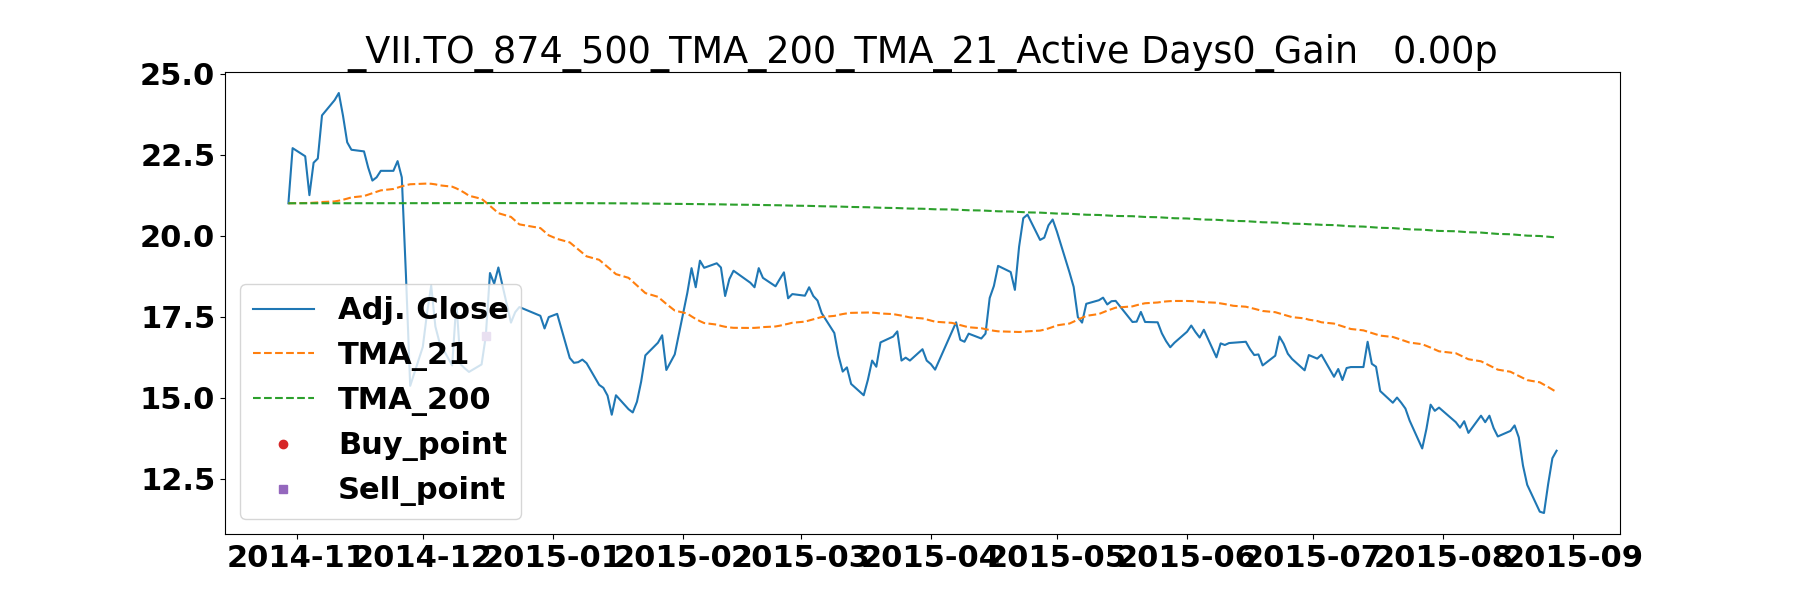 _VII.TO_874_500_TMA_200_TMA_21_Active Days0_Gain   0.00p
25.0
22.5
20.0
17.5
15.0
12.5
Adj. Close
TMA_21
TMA_200
Buy_point
Sell_point
2014-11 2014-12 2015-01 2015-02 2015-03 2015-04 2015-05 2015-06 2015-07 2015-08 2015-09